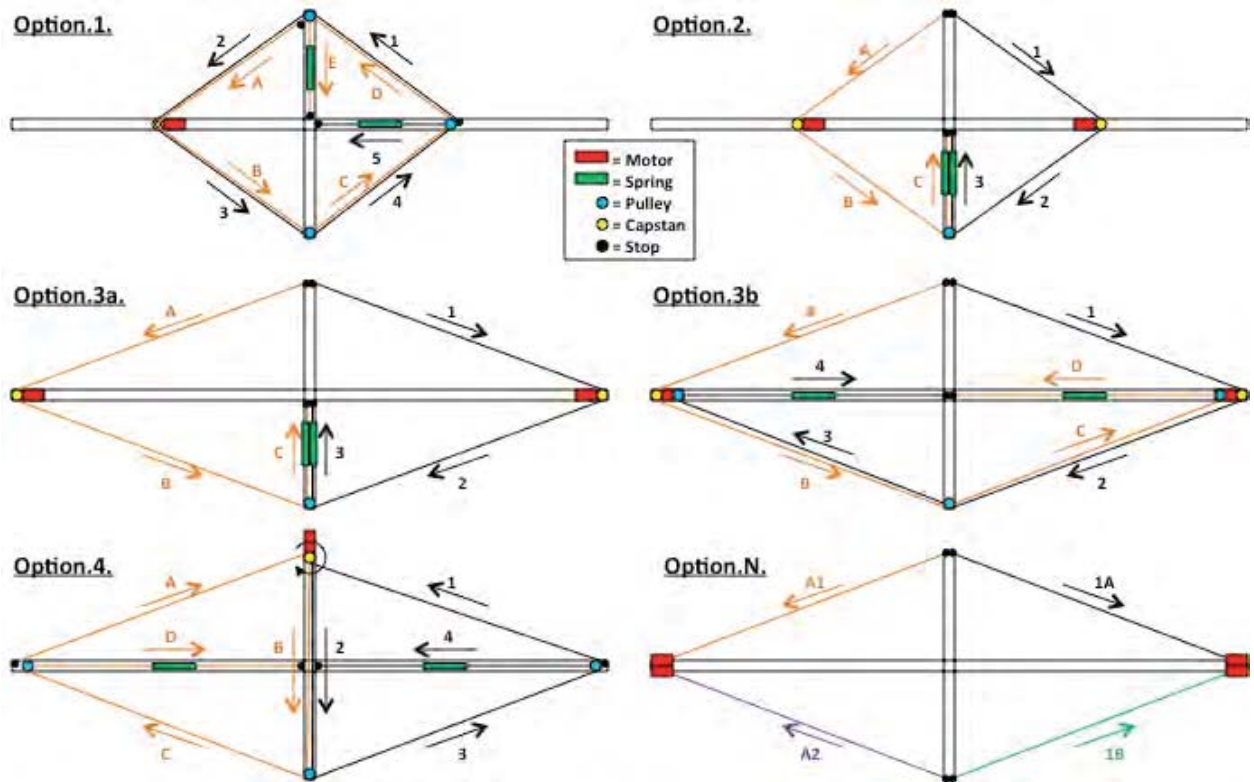 Option.1.
2
1
A
E
D
5
B
C
3
4
Option.2.
1
B
C
3
2
= Motor
= Spring
= Pulley
= Capstan
= Stop
Option.3a.
A
1
C
3
B
2
Option.3b
1
4
D
3
C
B
2
Option.4.
A
1
D
B
2
4
C
3
Option.N.
A1
1A
A2
1B